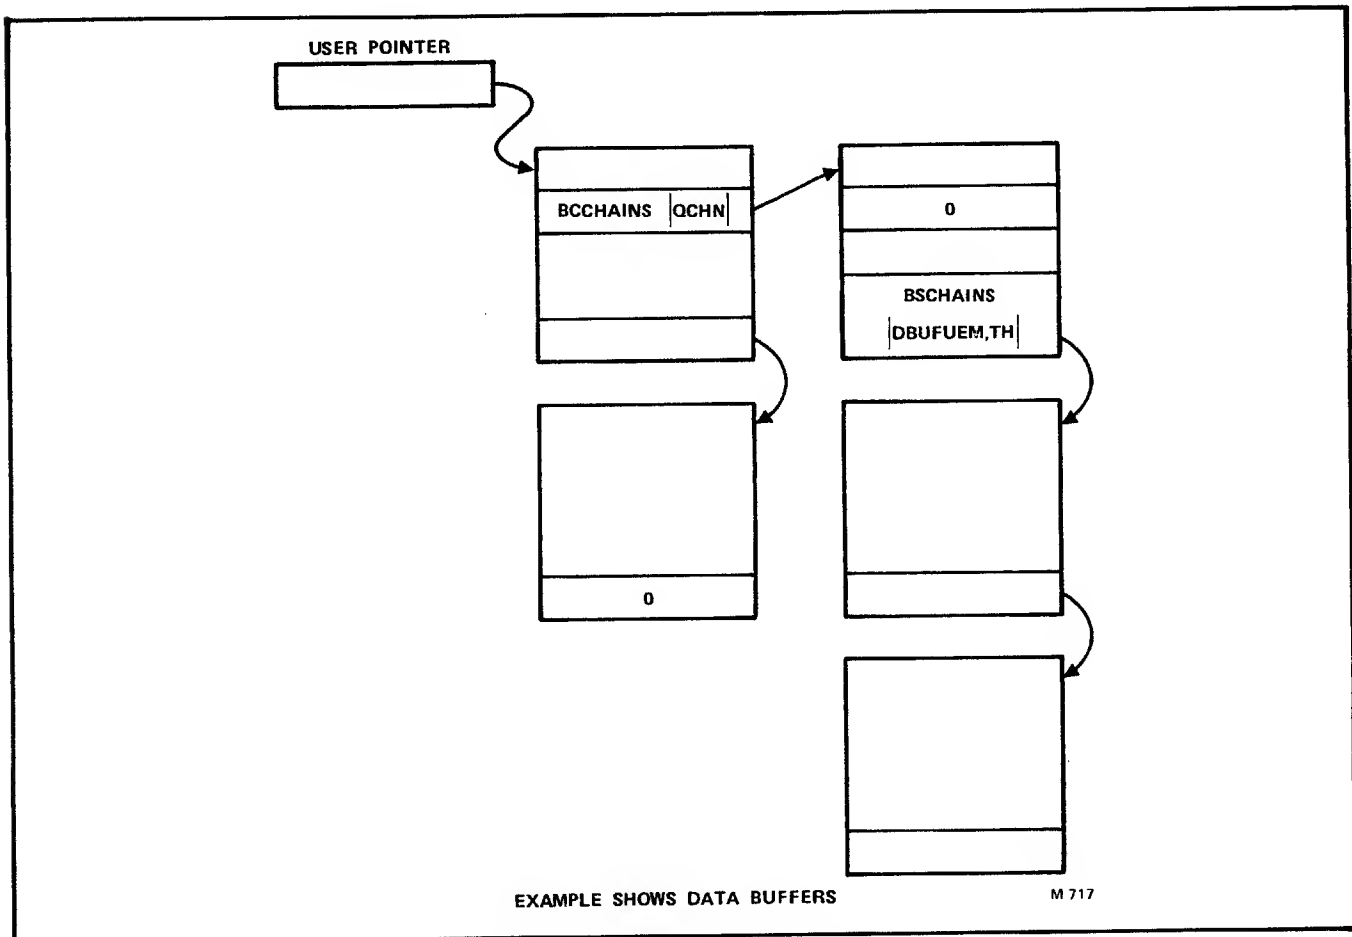 USER POINTER
BCCHAINS |QCHN|
0
BSCHAINS
|DBUFUEM,TH|
0
EXAMPLE SHOWS DATA BUFFERS
M 717